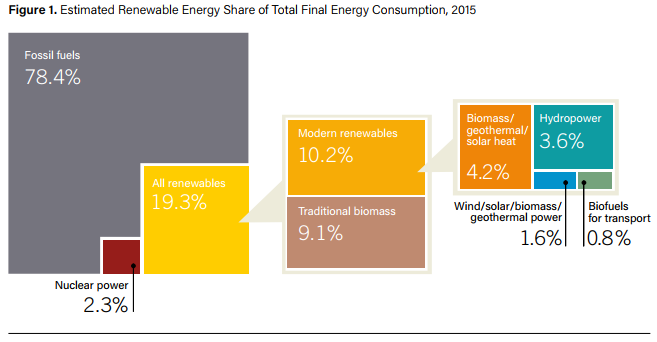 Figure 1. Estimated Renewable Energy Share of Total Final Energy Consumption, 2015
Fossil fuels
78.4%
All renewables
19.3%
Nuclear power
2.3%
Modern renewables
10.2%
Traditional biomass
9.1%
Biomass/
geothermal/
solar heat
4.2%
Hydropower
3.6%
Wind/solar/biomass/
geothermal power
1.6%
Biofuels
for transport
0.8%